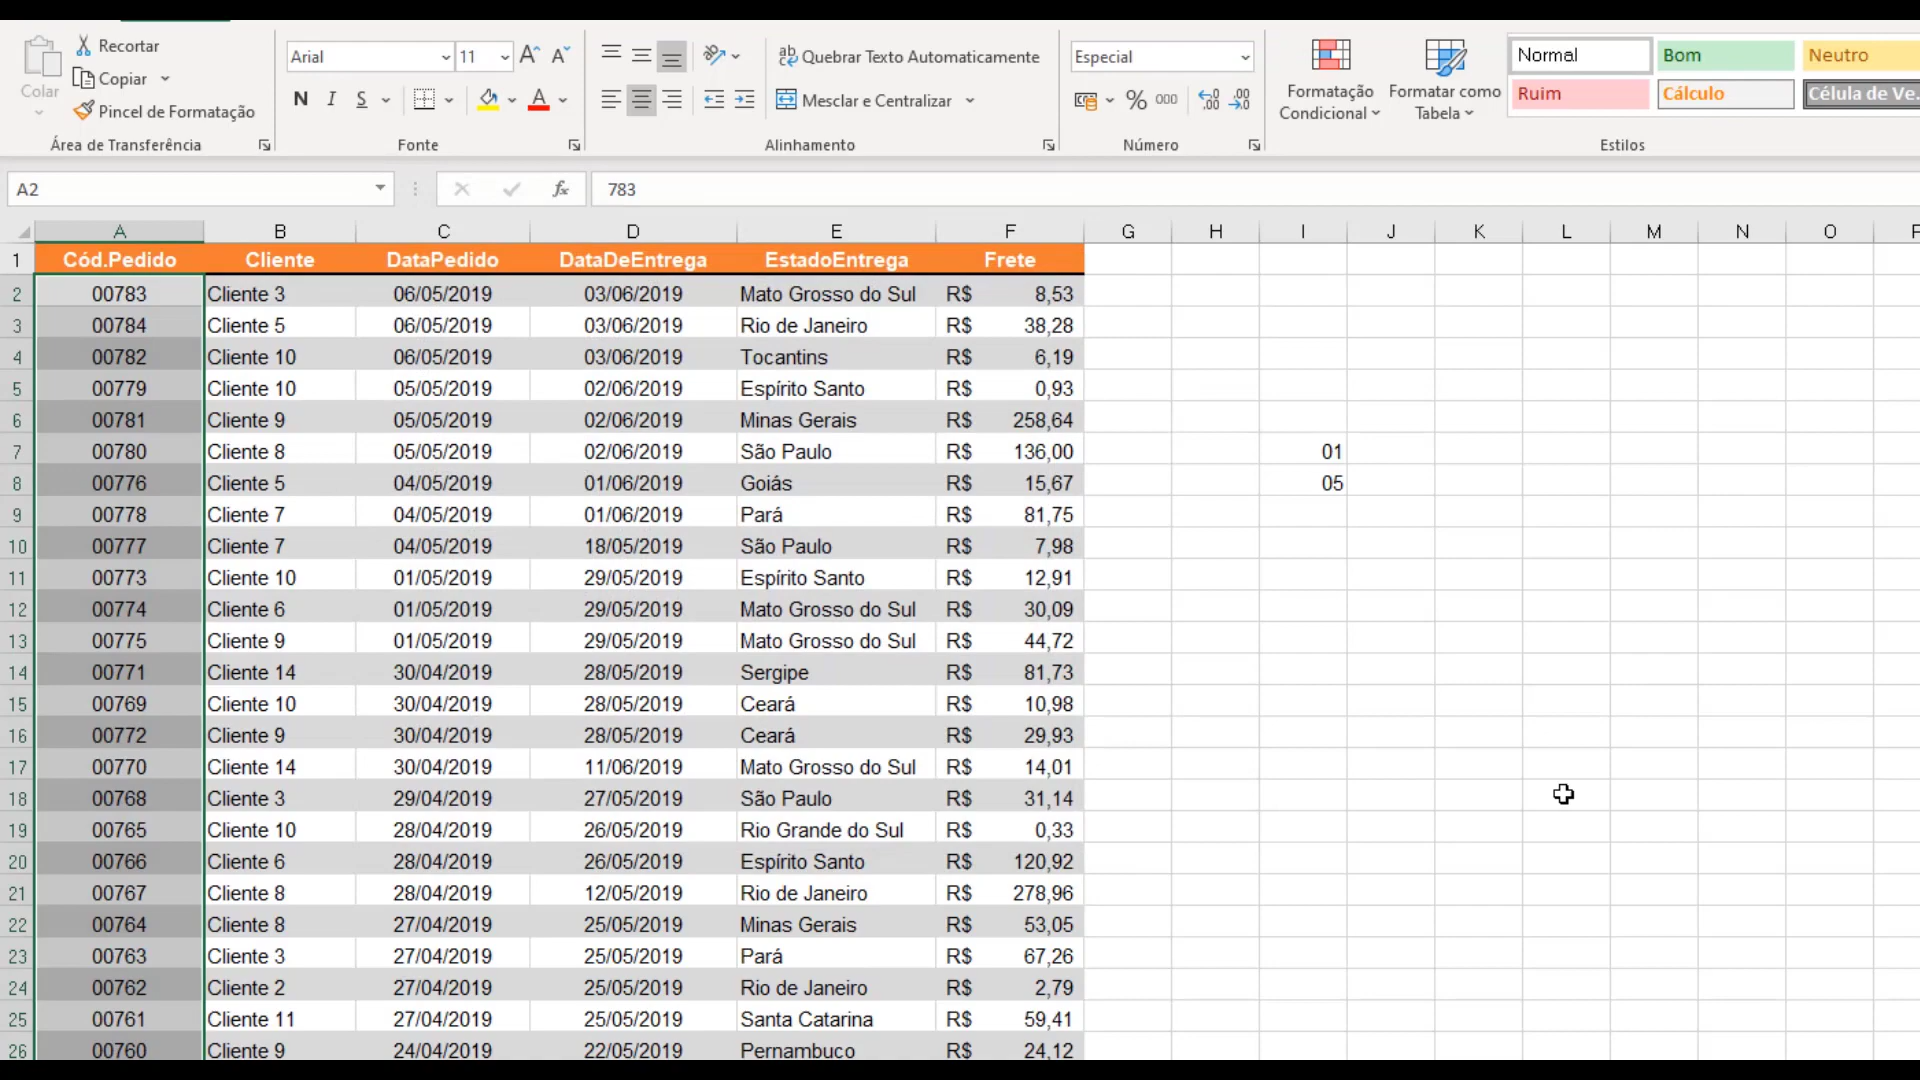 Recortar
Copiar
Colar
Pincel de Formatação
Área de Transferência
Arial 11
N I S
Fonte
Quebrar Texto Automaticamente
Mesclar e Centralizar
Alinhamento
Especial
% 000
Número
Formatação Condicional
Formatar como Tabela
Normal Bom Neutro
Ruim Cálculo Célula de Ve...
Estilos
A2 fx 783
A B C D E F G H I J K L M N O P
1 Cód.Pedido Cliente DataPedido DataDeEntrega EstadoEntrega Frete
2 00783 Cliente 3 06/05/2019 03/06/2019 Mato Grosso do Sul R$ 8,53
3 00784 Cliente 5 06/05/2019 03/06/2019 Rio de Janeiro R$ 38,28
4 00782 Cliente 10 06/05/2019 03/06/2019 Tocantins R$ 6,19
5 00779 Cliente 10 05/05/2019 02/06/2019 Espírito Santo R$ 0,93
6 00781 Cliente 9 05/05/2019 02/06/2019 Minas Gerais R$ 258,64
7 00780 Cliente 8 05/05/2019 02/06/2019 São Paulo R$ 136,00 01
8 00776 Cliente 5 04/05/2019 01/06/2019 Goiás R$ 15,67 05
9 00778 Cliente 7 04/05/2019 01/06/2019 Pará R$ 81,75
10 00777 Cliente 7 04/05/2019 18/05/2019 São Paulo R$ 7,98
11 00773 Cliente 10 01/05/2019 29/05/2019 Espírito Santo R$ 12,91
12 00774 Cliente 6 01/05/2019 29/05/2019 Mato Grosso do Sul R$ 30,09
13 00775 Cliente 9 01/05/2019 29/05/2019 Mato Grosso do Sul R$ 44,72
14 00771 Cliente 14 30/04/2019 28/05/2019 Sergipe R$ 81,73
15 00769 Cliente 10 30/04/2019 28/05/2019 Ceará R$ 10,98
16 00772 Cliente 9 30/04/2019 28/05/2019 Ceará R$ 29,93
17 00770 Cliente 14 30/04/2019 11/06/2019 Mato Grosso do Sul R$ 14,01
18 00768 Cliente 3 29/04/2019 27/05/2019 São Paulo R$ 31,14
19 00765 Cliente 10 28/04/2019 26/05/2019 Rio Grande do Sul R$ 0,33
20 00766 Cliente 6 28/04/2019 26/05/2019 Espírito Santo R$ 120,92
21 00767 Cliente 8 28/04/2019 12/05/2019 Rio de Janeiro R$ 278,96
22 00764 Cliente 8 27/04/2019 25/05/2019 Minas Gerais R$ 53,05
23 00763 Cliente 3 27/04/2019 25/05/2019 Pará R$ 67,26
24 00762 Cliente 2 27/04/2019 25/05/2019 Rio de Janeiro R$ 2,79
25 00761 Cliente 11 27/04/2019 25/05/2019 Santa Catarina R$ 59,41
26 00760 Cliente 9 24/04/2019 22/05/2019 Pernambuco R$ 24,12